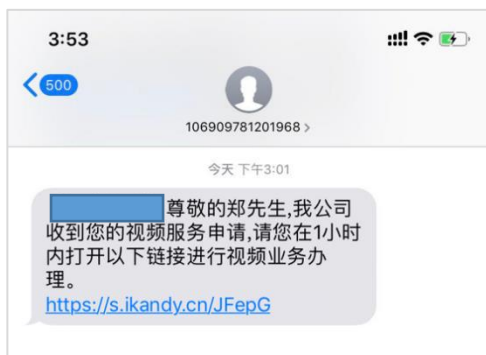 3:53
500
106909781201968 >
今天 下午3:01
尊敬的郑先生,我公司
收到您的视频服务申请,请您在1小时
内打开以下链接进行视频业务办
理。
https://s.ikandy.cn/JFepG